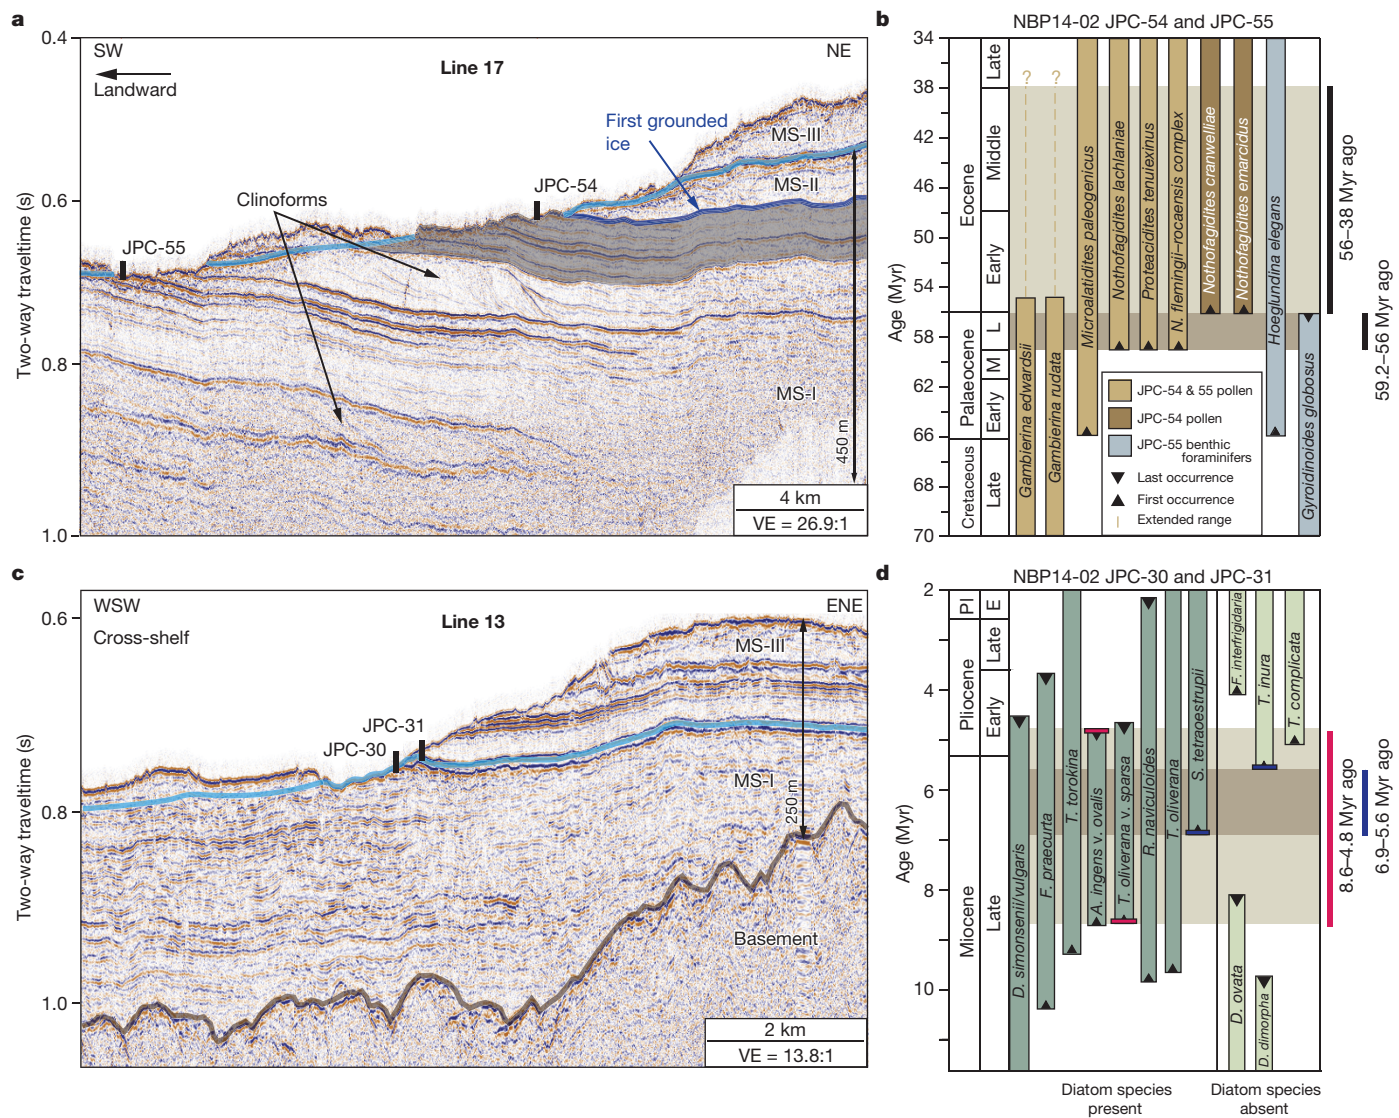 a
SW
NE
Line 17
Landward
0.4
0.6
0.8
1.0
Two-way traveltime (s)
First grounded
ice
MS-III
MS-II
MS-I
JPC-54
JPC-55
Clinoforms
450 m
4 km
VE = 26.9:1
b
NBP14-02 JPC-54 and JPC-55
34
38
42
46
50
54
58
62
66
68
70
Age (Myr)
Eocene
Palaeocene
Cretaceous
Late
Middle
Early
L
M
Early
Late
?
?
Gambierina edwardsii
Gambierina rudata
Microalatidites paleogenicus
Nothofagidites lachlaniae
Proteacidites tenuiexinus
N. flemingii–rocaensis complex
Nothofagidites cranwelliae
Nothofagidites emarcidus
Hoeglundina elegans
Gyroidinoides globosus
JPC-54 & 55 pollen
JPC-54 pollen
JPC-55 benthic
foraminifers
Last occurrence
First occurrence
Extended range
56–38 Myr ago
59.2–56 Myr ago
c
WSW
ENE
Line 13
Cross-shelf
0.6
0.8
1.0
Two-way traveltime (s)
MS-III
JPC-31
JPC-30
MS-I
250 m
Basement
2 km
VE = 13.8:1
d
NBP14-02 JPC-30 and JPC-31
2
4
6
8
10
Age (Myr)
Pl
E
Pliocene
Late
Early
Miocene
Late
D. simonsenii/vulgaris
F. praecurta
T. torokina
A. ingens v. ovalis
T. oliverana v. sparsa
R. naviculoides
T. oliverana
S. tetraoestrupii
F. interfrigidaria
T. inura
T. complicata
D. ovata
D. dimorpha
8.6–4.8 Myr ago
6.9–5.6 Myr ago
Diatom species
present
Diatom species
absent